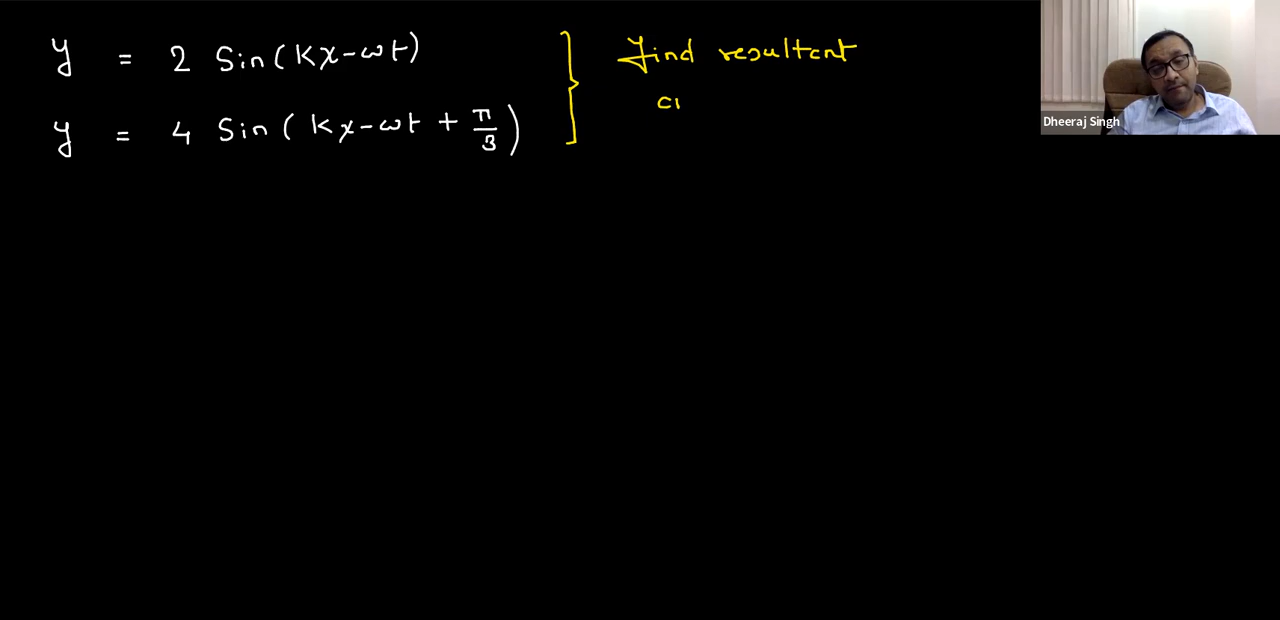 y = 2 Sin(kx-ωt)
y = 4 Sin(kx-ωt + π/3)
find resultant
Dheeraj Singh